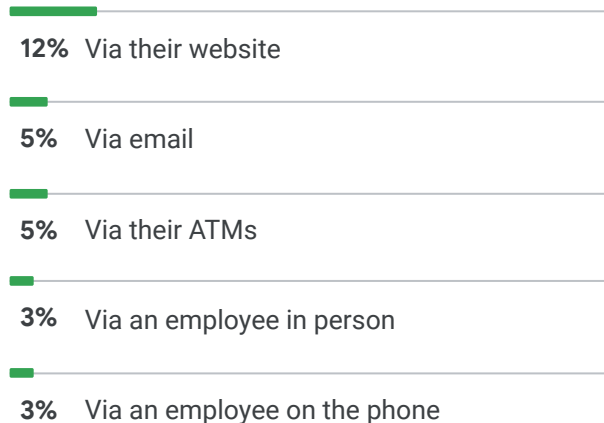 12% Via their website
5% Via email
5% Via their ATMs
3% Via an employee in person
3% Via an employee on the phone